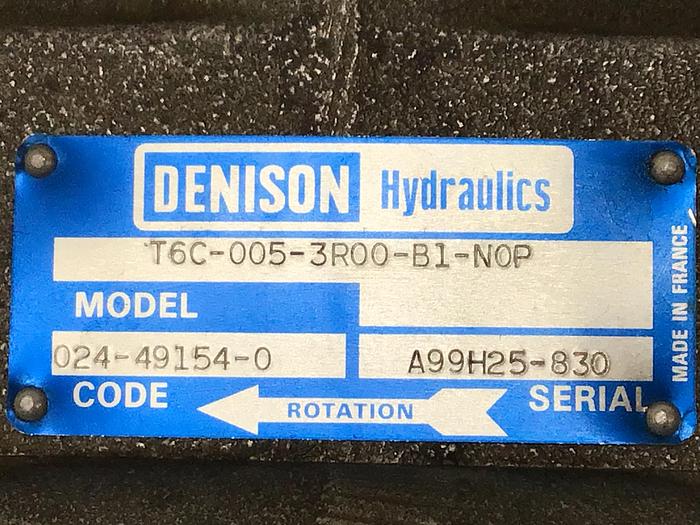 DENISON Hydraulics
T6C-005-3R00-B1-N0P
MODEL
024-49154-0 A99H25-830
CODE ROTATION SERIAL
MADE IN FRANCE